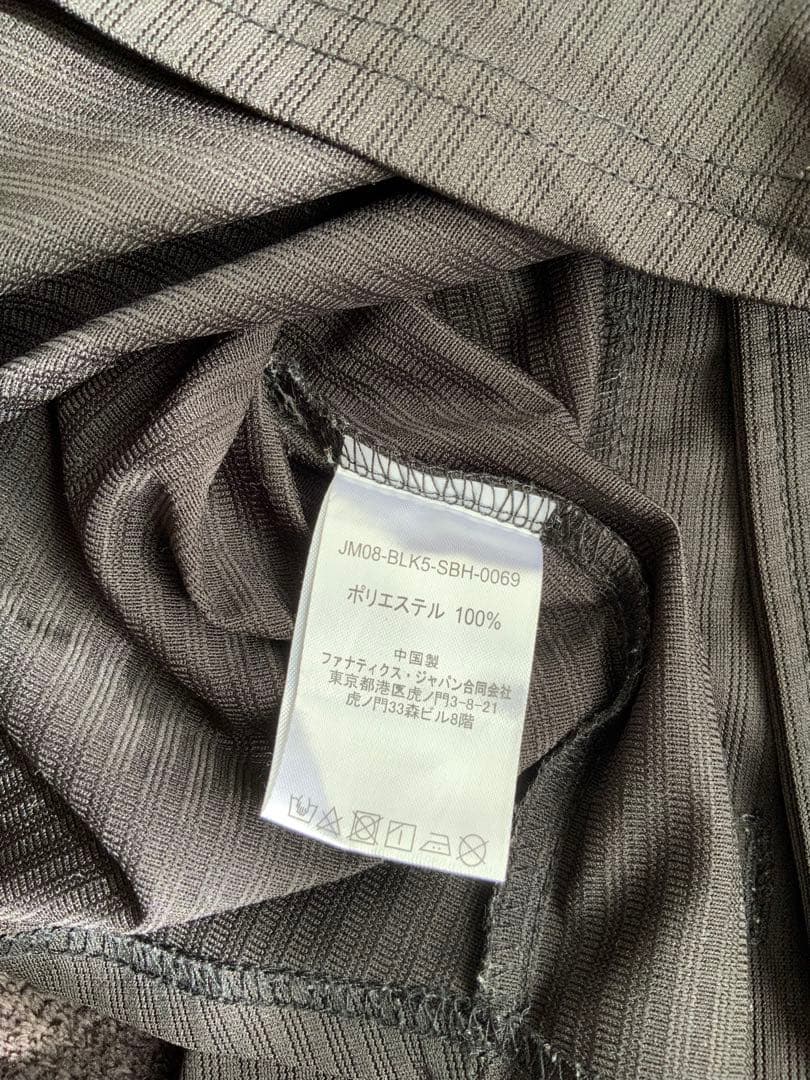 JM08-BLK5-SBH-0069
ポリエステル 100%
中国製
ファナティクス・ジャパン合同会社
東京都港区虎ノ門3-8-21
虎ノ門33森ビル8階